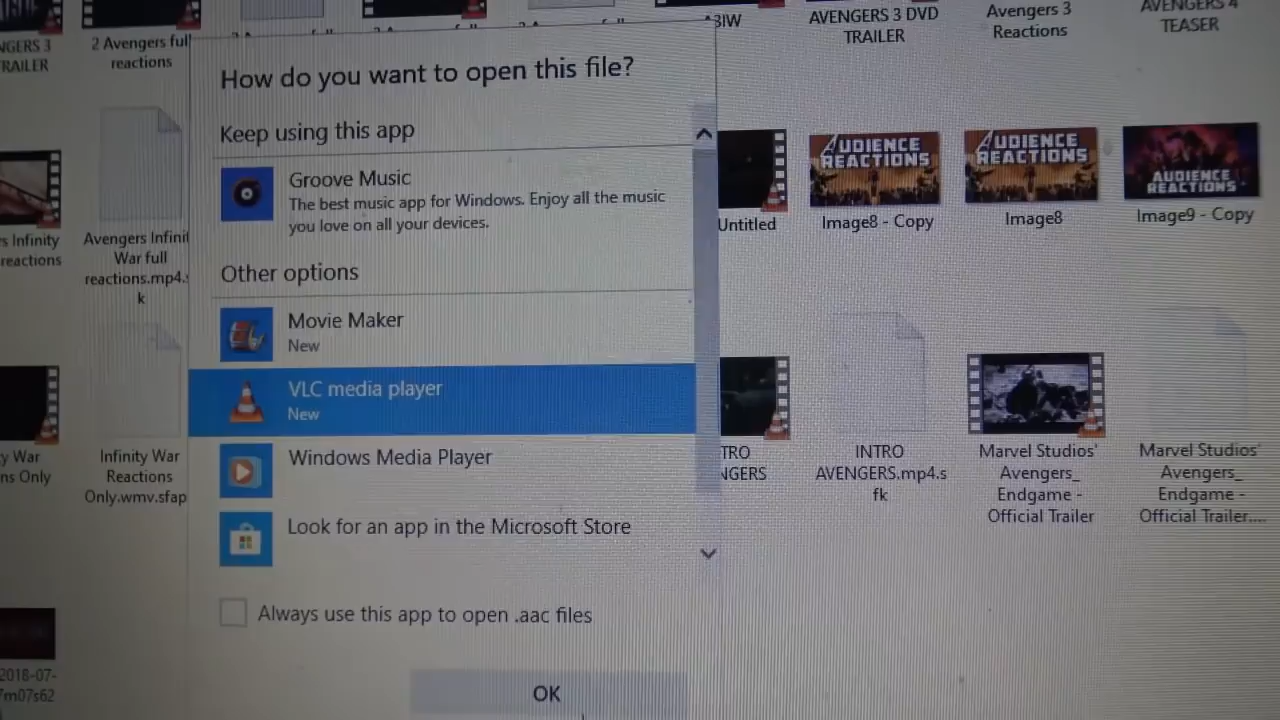 NGERS 3
RAILER
2 Avengers full
reactions
AVENGERS 3 DVD
TRAILER
Avengers 3
Reactions
AVENGERS 4
TEASER
How do you want to open this file?
Keep using this app
Groove Music
The best music app for Windows. Enjoy all the music
you love on all your devices.
Other options
Movie Maker
New
VLC media player
New
Windows Media Player
Look for an app in the Microsoft Store
Always use this app to open .aac files
OK
s Infinity
reactions
Avengers Infinit
War full
reactions.mp4.s
k
Untitled
AUDIENCE
REACTIONS
Image8 - Copy
AUDIENCE
REACTIONS
Image8
AUDIENCE
REACTIONS
Image9 - Copy
y War
ns Only
Infinity War
Reactions
Only.wmv.sfap
TRO
NGERS
INTRO
AVENGERS.mp4.s
fk
Marvel Studios'
Avengers_
Endgame -
Official Trailer
Marvel Studios'
Avengers_
Endgame -
Official Trailer....
2018-07-
7m07s62